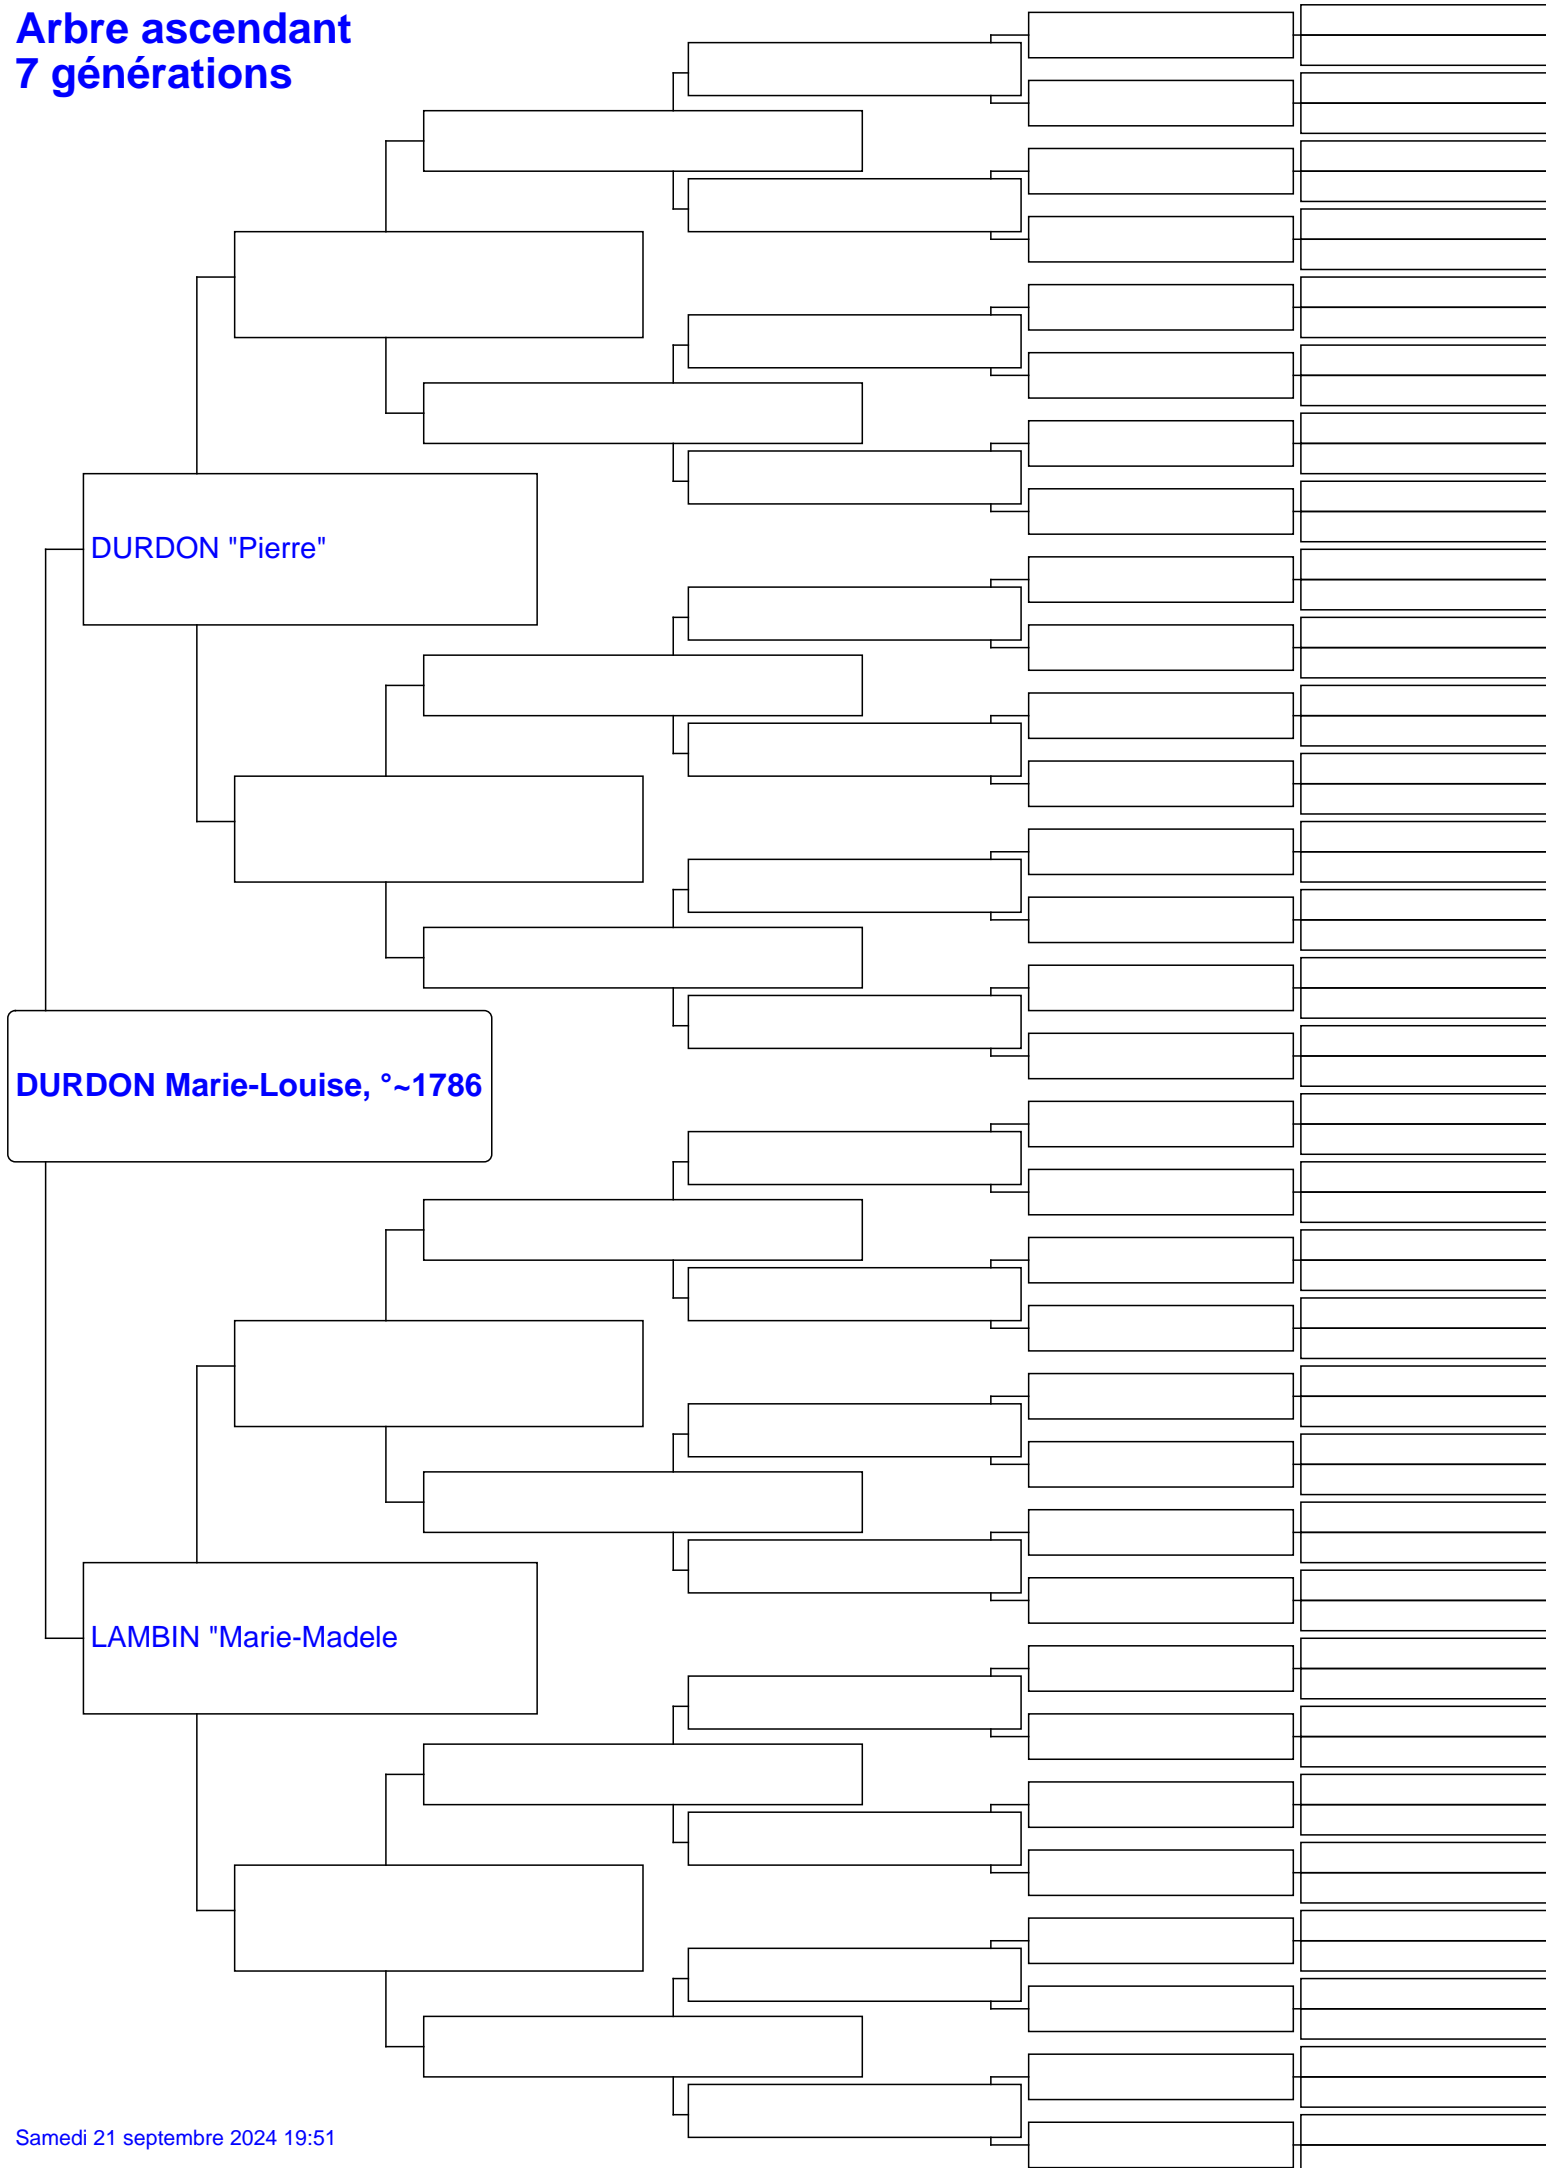 Arbre ascendant
7 générations
DURDON "Pierre"
DURDON Marie-Louise, °~1786
LAMBIN "Marie-Madele
Samedi 21 septembre 2024 19:51